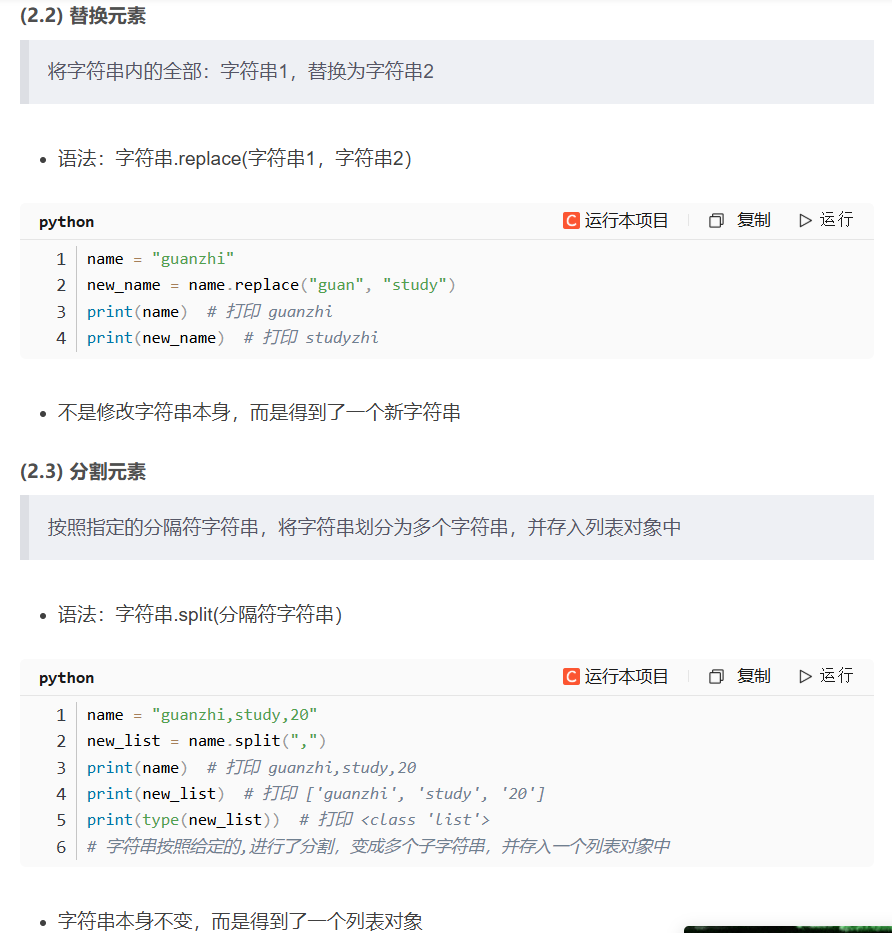 (2.2) 替换元素
将字符串内的全部：字符串1，替换为字符串2
• 语法：字符串.replace(字符串1，字符串2）
python C 运行本项目 复制 运行
1 name = "guanzhi"
2 new_name = name.replace("guan", "study")
3 print(name)  # 打印 guanzhi
4 print(new_name)  # 打印 studyzhi
• 不是修改字符串本身，而是得到了一个新字符串
(2.3) 分割元素
按照指定的分隔符字符串，将字符串划分为多个字符串，并存入列表对象中
• 语法：字符串.split(分隔符字符串）
python C 运行本项目 复制 运行
1 name = "guanzhi,study,20"
2 new_list = name.split(",")
3 print(name)  # 打印 guanzhi,study,20
4 print(new_list)  # 打印 ['guanzhi', 'study', '20']
5 print(type(new_list))  # 打印 <class 'list'>
6 # 字符串按照给定的,进行了分割，变成多个子字符串，并存入一个列表对象中
• 字符串本身不变，而是得到了一个列表对象